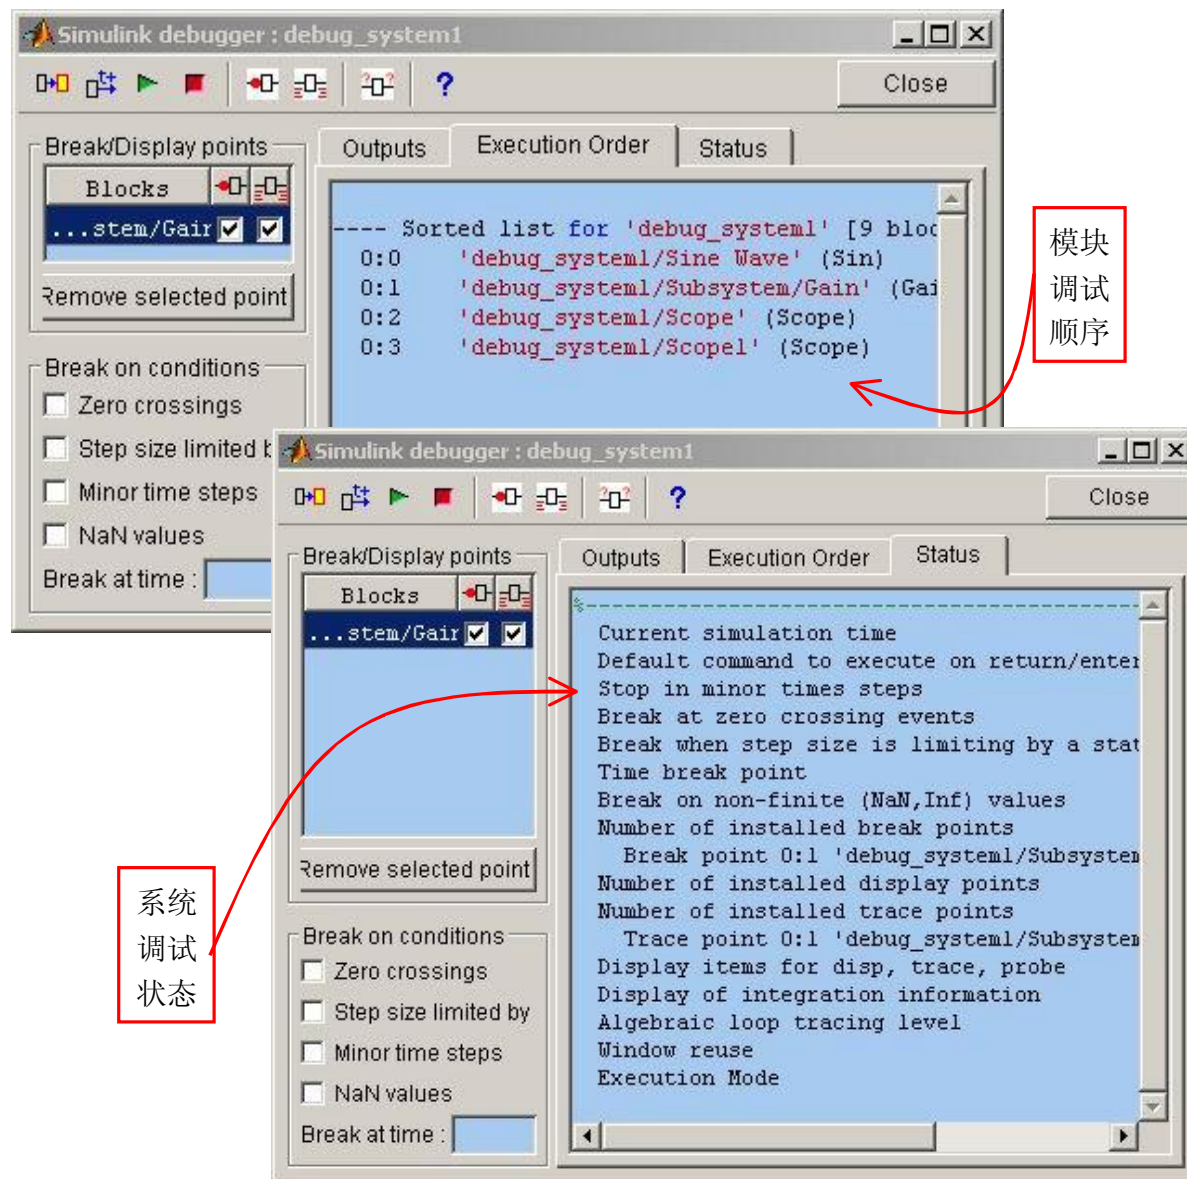 Simulink debugger : debug_system1
Close
Break/Display points
Blocks
...stem/Gair
Remove selected point
Break on conditions
Zero crossings
Step size limited b
Minor time steps
NaN values
Break at time :
Outputs
Execution Order
Status
---- Sorted list for 'debug_system1' [9 bloc
0:0 'debug_system1/Sine Wave' (Sin)
0:1 'debug_system1/Subsystem/Gain' (Gai
0:2 'debug_system1/Scope' (Scope)
0:3 'debug_system1/Scope1' (Scope)
模块
调试
顺序
Simulink debugger : debug_system1
Close
Break/Display points
Blocks
...stem/Gair
Remove selected point
Break on conditions
Zero crossings
Step size limited by
Minor time steps
NaN values
Break at time :
Outputs
Execution Order
Status
%----------------------------------------
Current simulation time
Default command to execute on return/enter
Stop in minor times steps
Break at zero crossing events
Break when step size is limiting by a stat
Time break point
Break on non-finite (NaN,Inf) values
Number of installed break points
Break point 0:1 'debug_system1/Subsystem
Number of installed display points
Number of installed trace points
Trace point 0:1 'debug_system1/Subsystem
Display items for disp, trace, probe
Display of integration information
Algebraic loop tracing level
Window reuse
Execution Mode
系统
调试
状态